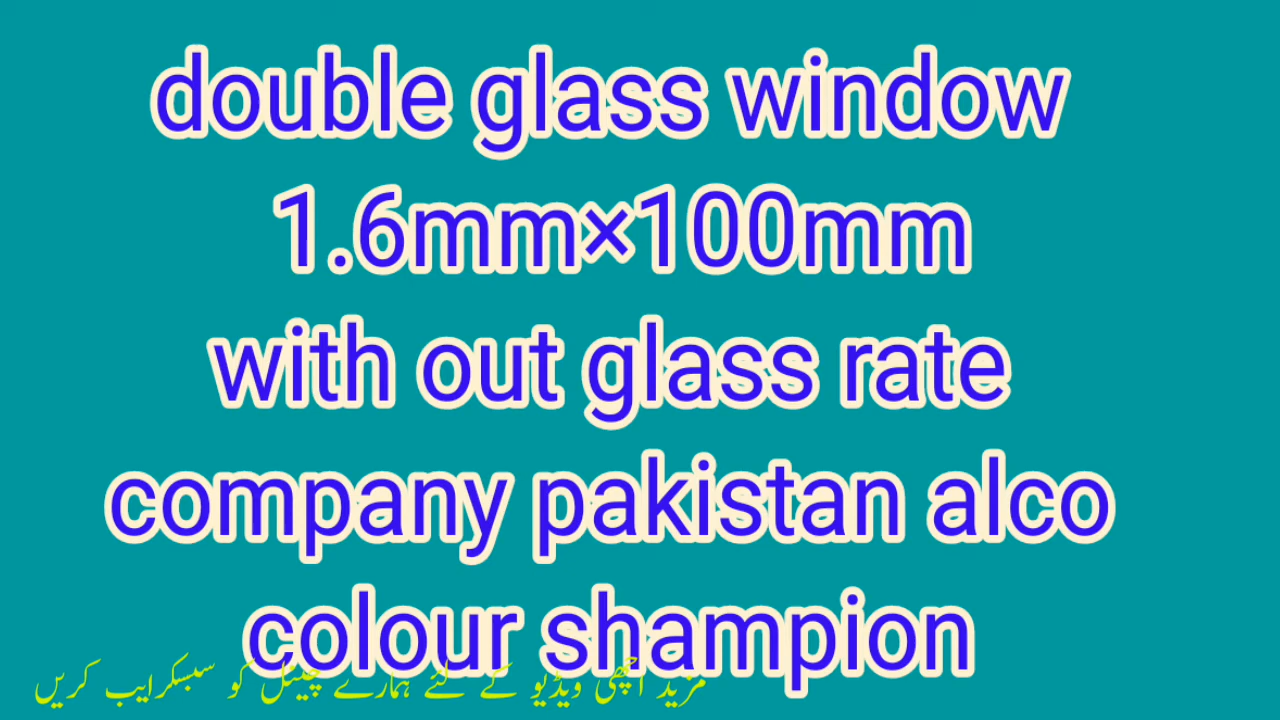 double glass window
1.6mm×100mm
with out glass rate
company pakistan alco
colour shampion
مزید اچھی ویڈیو کے لئے ہمارے چینل کو سبسکرایب کریں